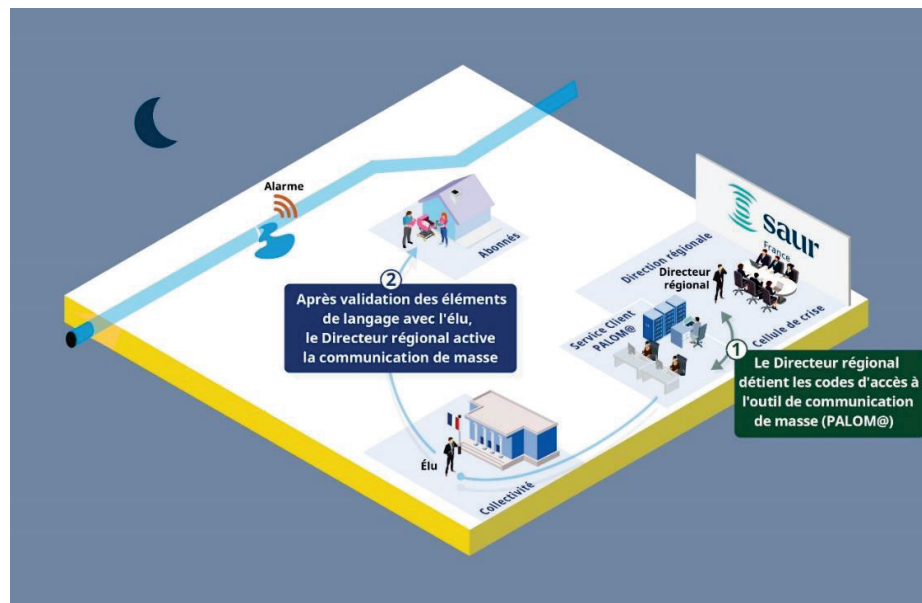 Alarme
Abonnés
saur
France
Direction régionale
Directeur
régional
Service Client
PALOM@
Cellule de crise
2
Après validation des éléments
de langage avec l'élu,
le Directeur régional active
la communication de masse
1
Le Directeur régional
détient les codes d'accès à
l'outil de communication
de masse (PALOM@)
Élu
Collectivité